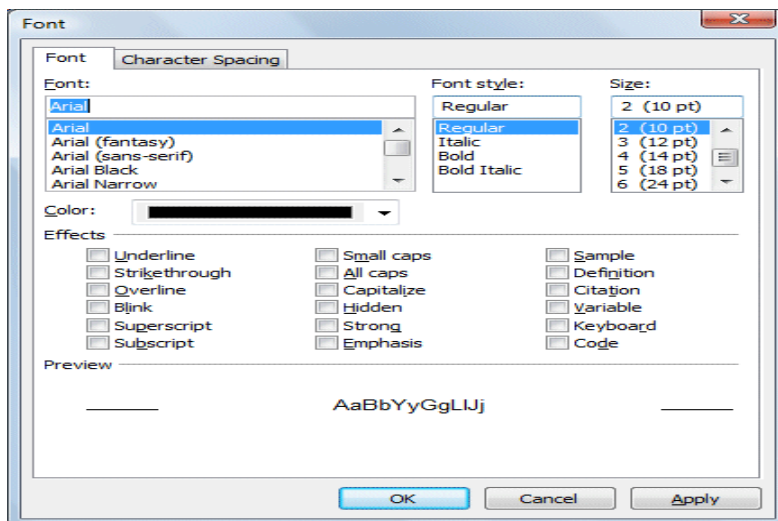 Font
Font Character Spacing
Font: Font style: Size:
Arial Regular 2 (10 pt)
Arial Regular 2 (10 pt)
Arial (fantasy) Italic 3 (12 pt)
Arial (sans-serif) Bold 4 (14 pt)
Arial Black Bold Italic 5 (18 pt)
Arial Narrow 6 (24 pt)
Color:
Effects
Underline Small caps Sample
Strikethrough All caps Definition
Overline Capitalize Citation
Blink Hidden Variable
Superscript Strong Keyboard
Subscript Emphasis Code
Preview
AaBbYyGgLlJj
OK Cancel Apply